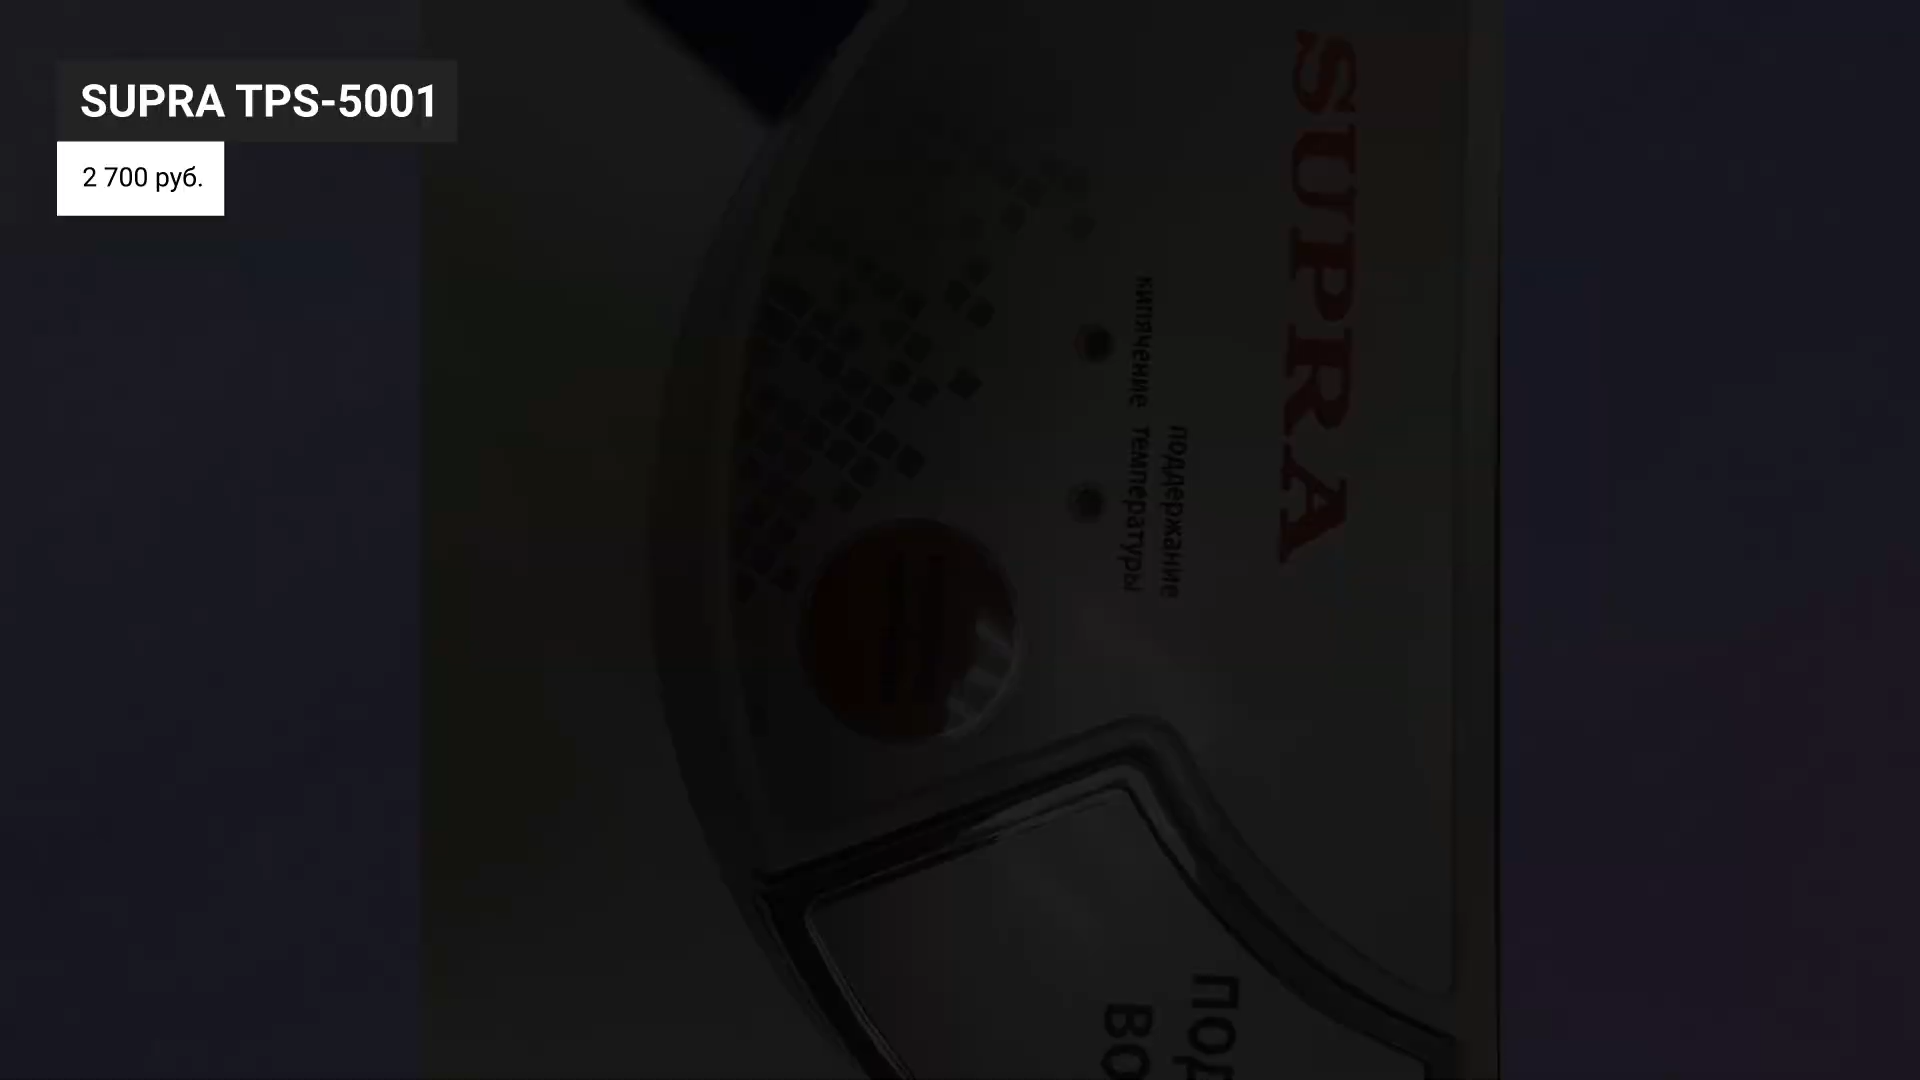 SUPRA TPS-5001
2 700 руб.
SUPRA
кипячение
поддержание
температуры